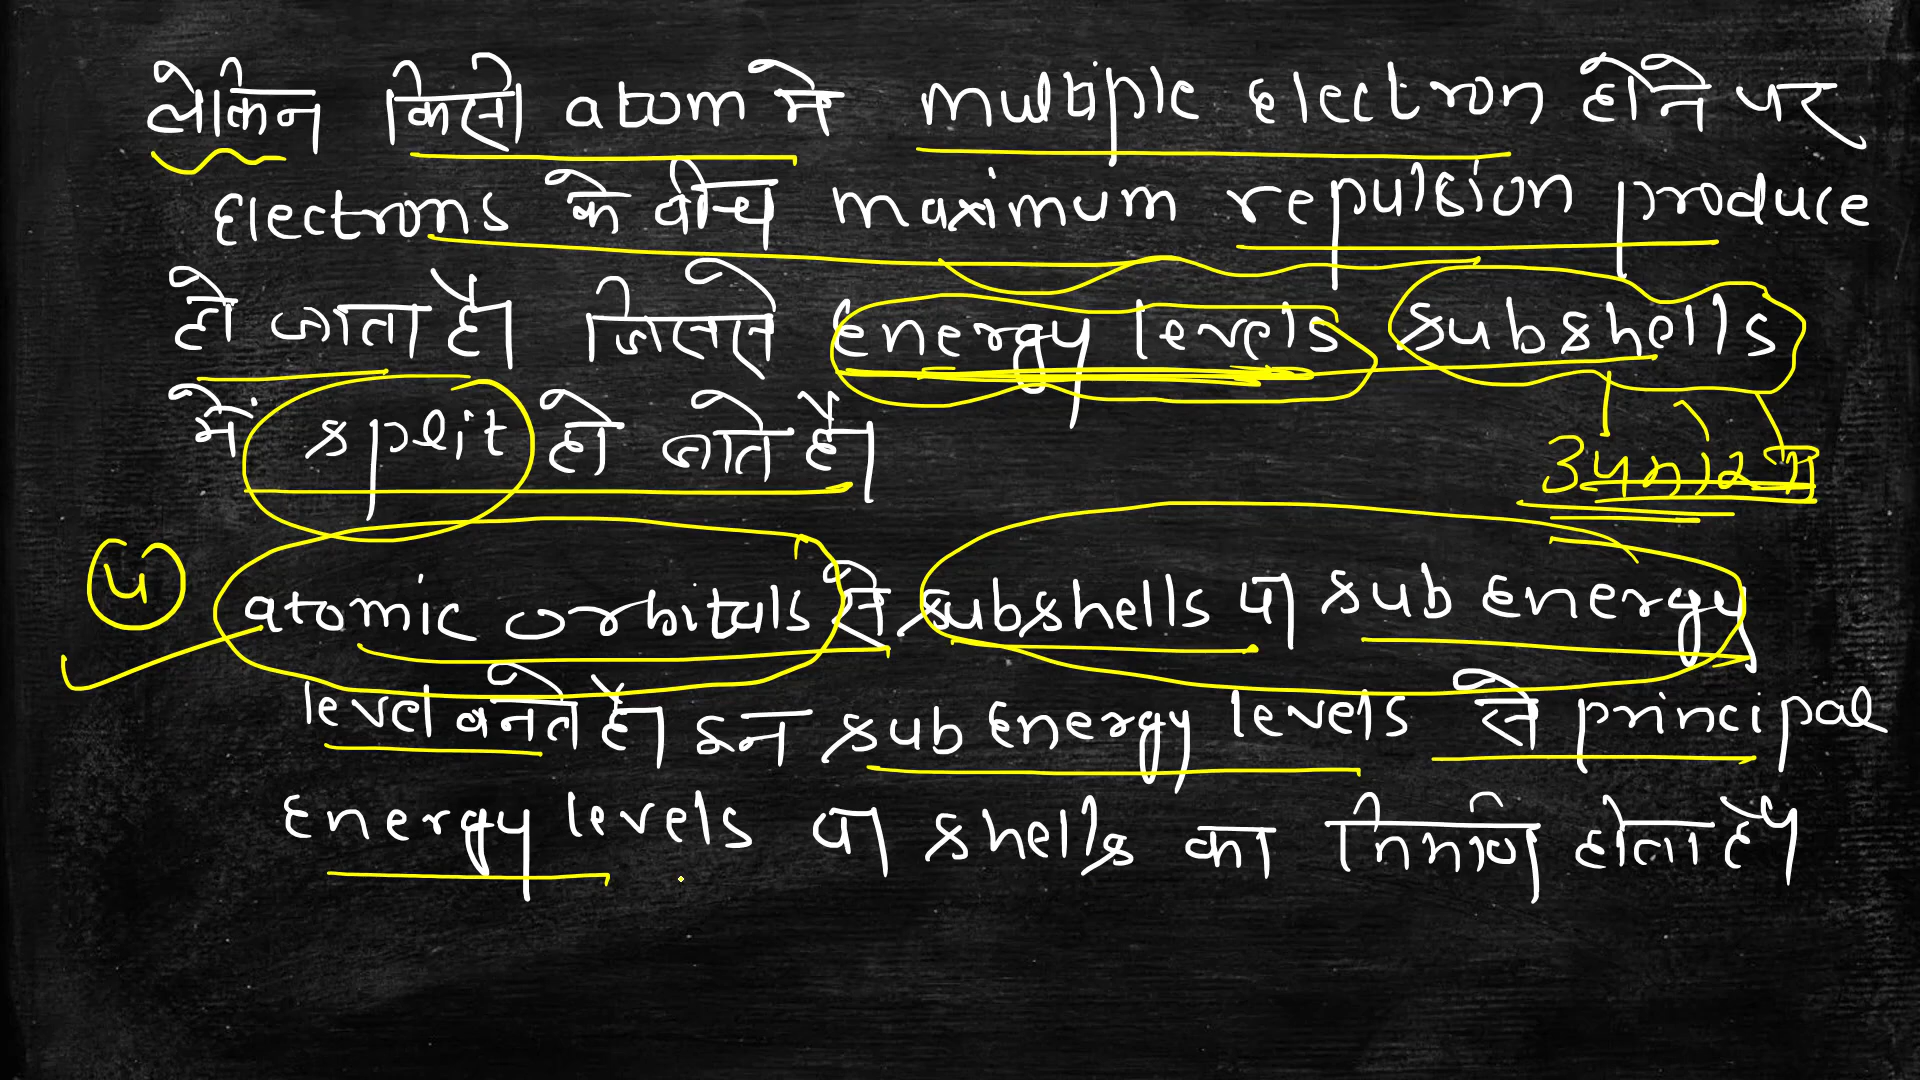 लेकिन किसी atom में multiple electron होने पर
Electrons के बीच maximum repulsion produce
हो जाता है। जिससे energy levels subshells
में split हो जाते है।
उपभोर में
4 atomic orbitals से subshells या sub Energy
level बनते है। इन sub Energy levels से principal
Energy levels या shells का निर्माण होता है।